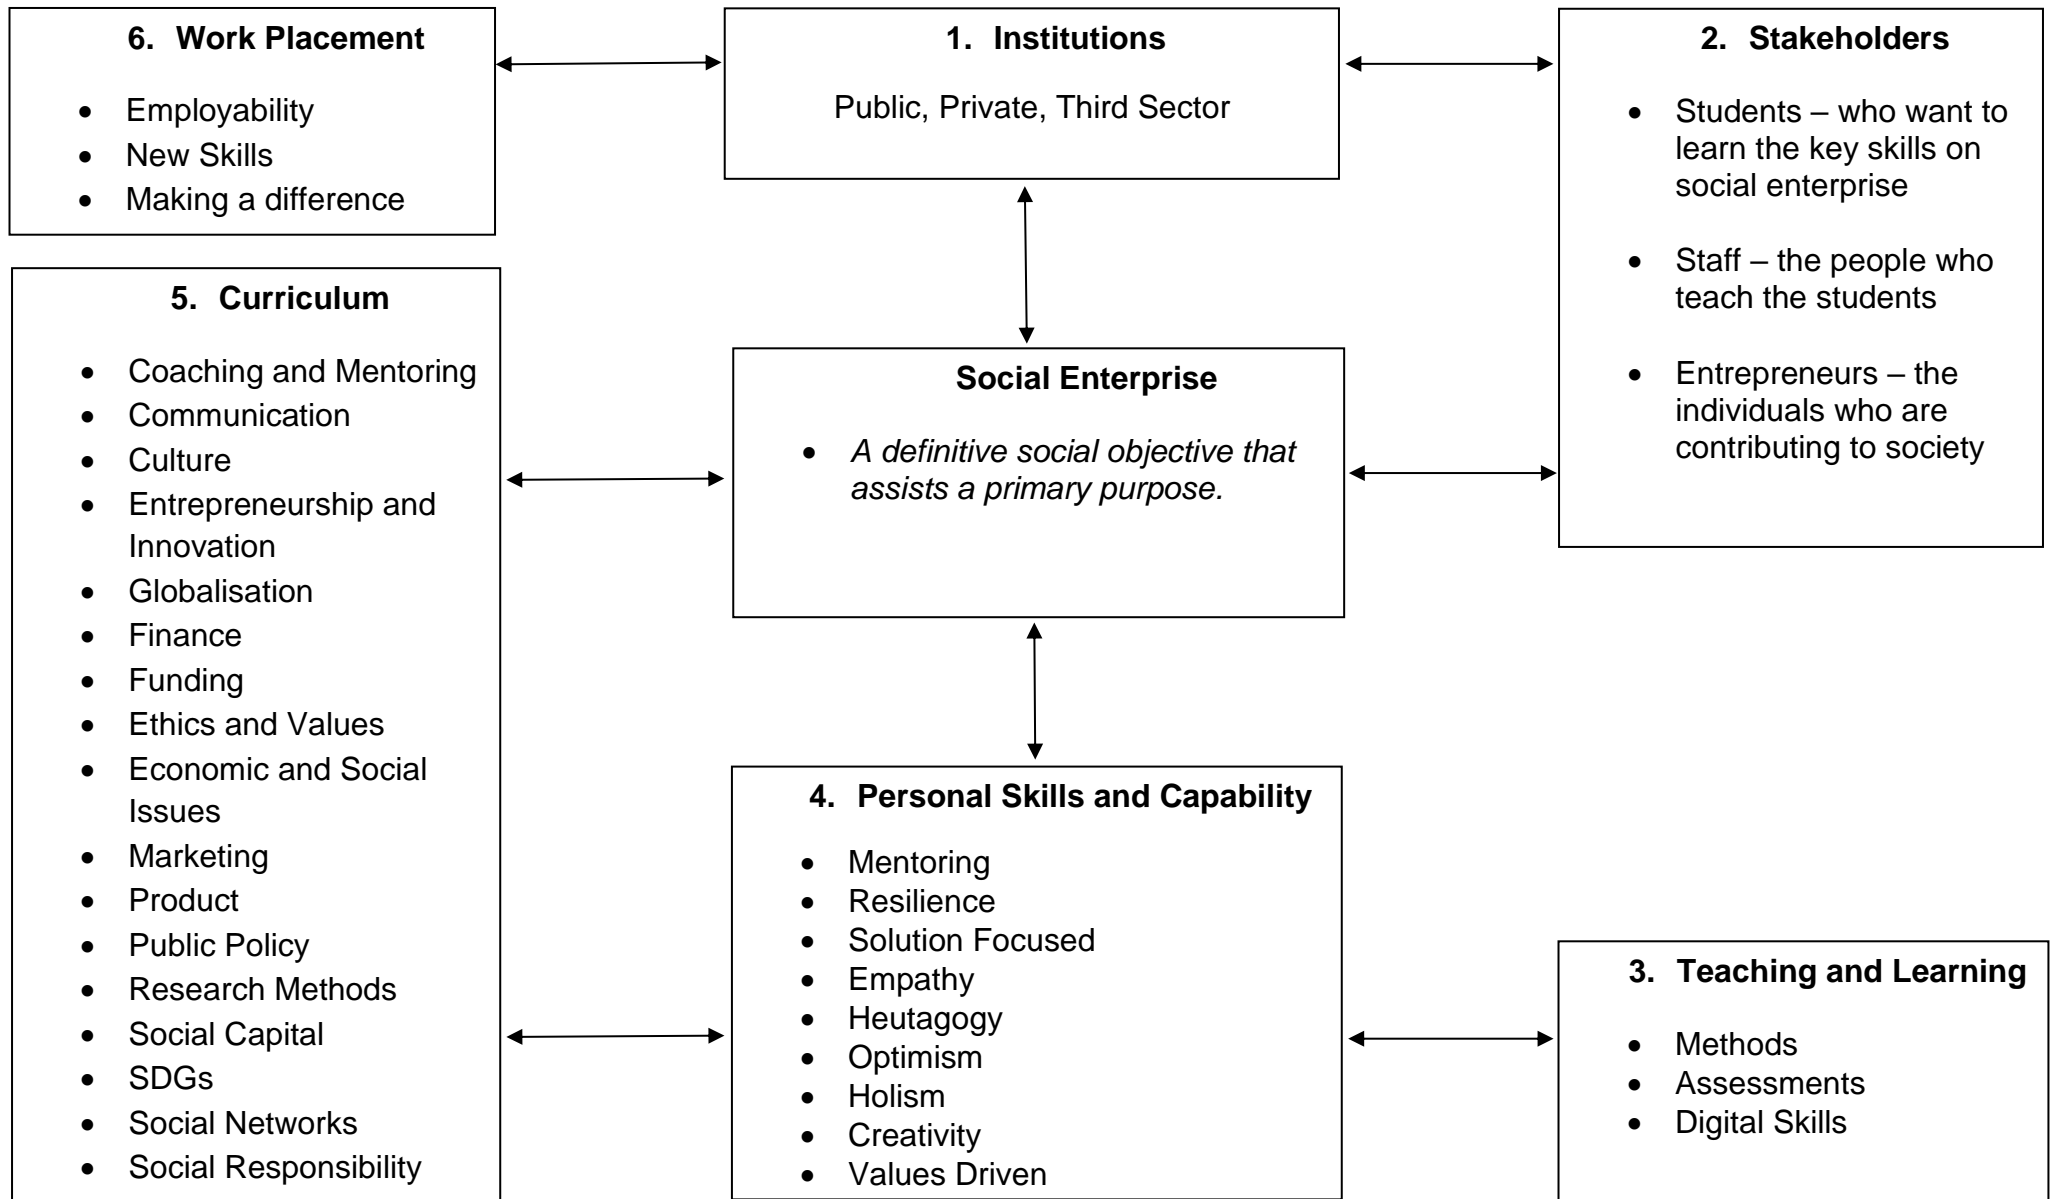 6. Work Placement
• Employability
• New Skills
• Making a difference
1. Institutions
Public, Private, Third Sector
2. Stakeholders
• Students – who want to
learn the key skills on
social enterprise
• Staff – the people who
teach the students
• Entrepreneurs – the
individuals who are
contributing to society
5. Curriculum
• Coaching and Mentoring
• Communication
• Culture
• Entrepreneurship and
Innovation
• Globalisation
• Finance
• Funding
• Ethics and Values
• Economic and Social
Issues
• Marketing
• Product
• Public Policy
• Research Methods
• Social Capital
• SDGs
• Social Networks
• Social Responsibility
Social Enterprise
• A definitive social objective that
assists a primary purpose.
4. Personal Skills and Capability
• Mentoring
• Resilience
• Solution Focused
• Empathy
• Heutagogy
• Optimism
• Holism
• Creativity
• Values Driven
3. Teaching and Learning
• Methods
• Assessments
• Digital Skills